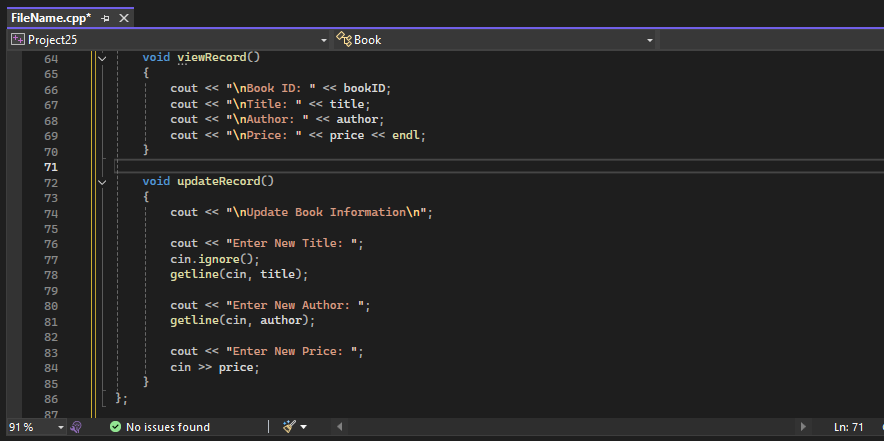 FileName.cpp*
Project25 Book
64 void viewRecord()
65 {
66 cout << "\nBook ID: " << bookID;
67 cout << "\nTitle: " << title;
68 cout << "\nAuthor: " << author;
69 cout << "\nPrice: " << price << endl;
70 }
71
72 void updateRecord()
73 {
74 cout << "\nUpdate Book Information\n";
75
76 cout << "Enter New Title: ";
77 cin.ignore();
78 getline(cin, title);
79
80 cout << "Enter New Author: ";
81 getline(cin, author);
82
83 cout << "Enter New Price: ";
84 cin >> price;
85 }
86 };
87
91 % No issues found Ln: 71